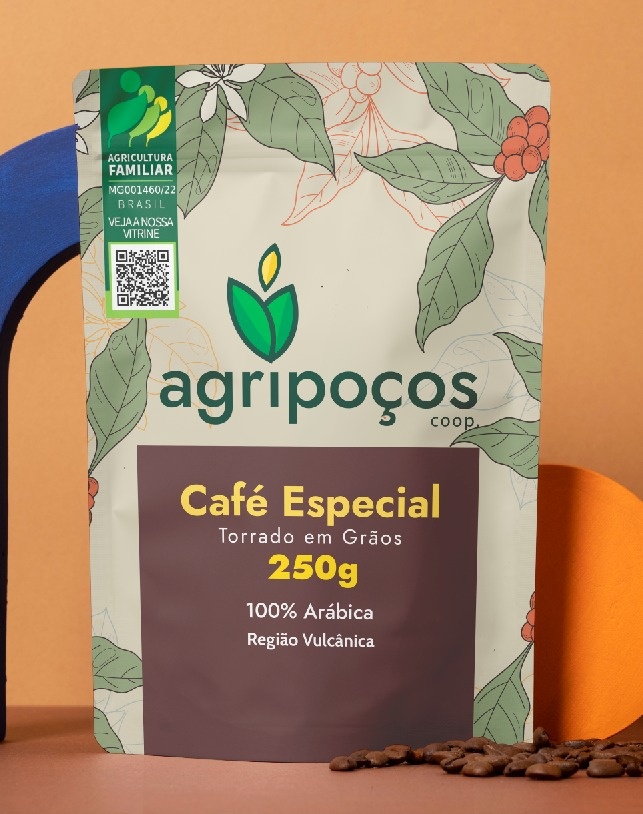 AGRICULTURA
FAMILIAR
MG001460/22
BRASIL
VEJA A NOSSA
VITRINE
agripoços
coop.
Café Especial
Torrado em Grãos
250g
100% Arábica
Região Vulcânica